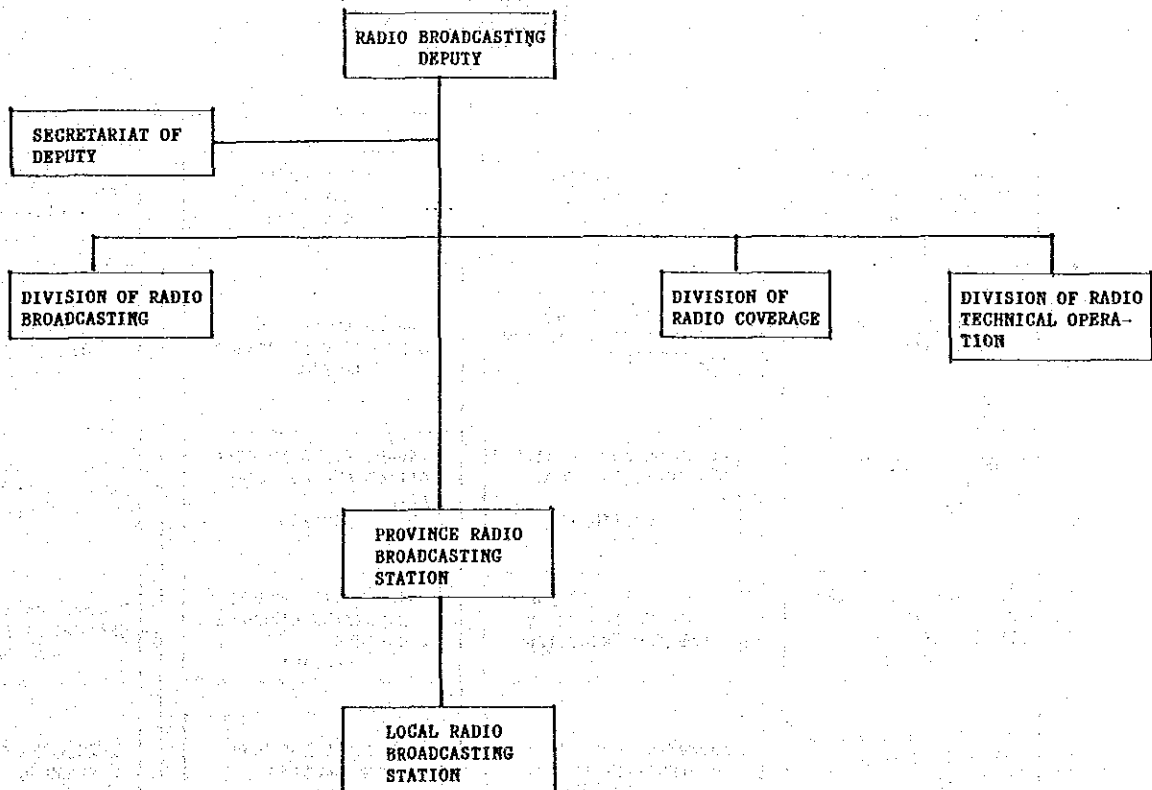 RADIO BROADCASTING
DEPUTY
SECRETARIAT OF
DEPUTY
DIVISION OF RADIO
BROADCASTING
DIVISION OF
RADIO COVERAGE
DIVISION OF RADIO
TECHNICAL OPERA-
TION
PROVINCE RADIO
BROADCASTING
STATION
LOCAL RADIO
BROADCASTING
STATION